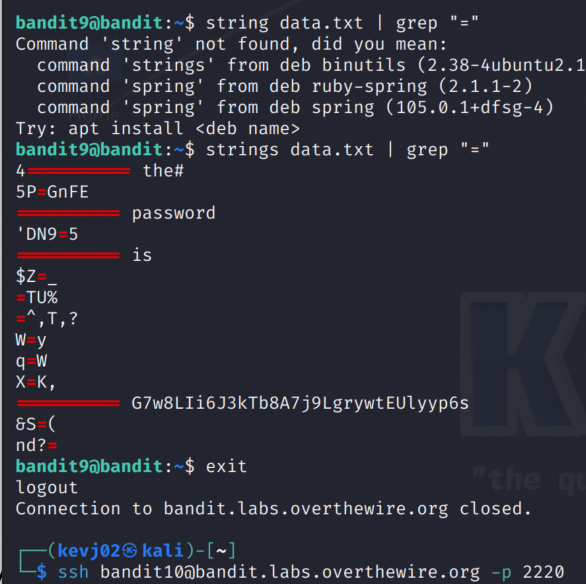 bandit9@bandit:~$ string data.txt | grep "="
Command 'string' not found, did you mean:
  command 'strings' from deb binutils (2.38-4ubuntu2.1
  command 'spring' from deb ruby-spring (2.1.1-2)
  command 'spring' from deb spring (105.0.1+dfsg-4)
Try: apt install <deb name>
bandit9@bandit:~$ strings data.txt | grep "="
4========== the#
5P=GnFE
========== password
'DN9=5
========== is
$Z=_
=TU%
=^,T,?
W=y
q=W
X=K,
========== G7w8LIi6J3kTb8A7j9LgrywtEUlyyp6s
&S=(
nd?=
bandit9@bandit:~$ exit
logout
Connection to bandit.labs.overthewire.org closed.
"the qu
┌──(kevj02㉿kali)-[~]
└─$ ssh bandit10@bandit.labs.overthewire.org -p 2220